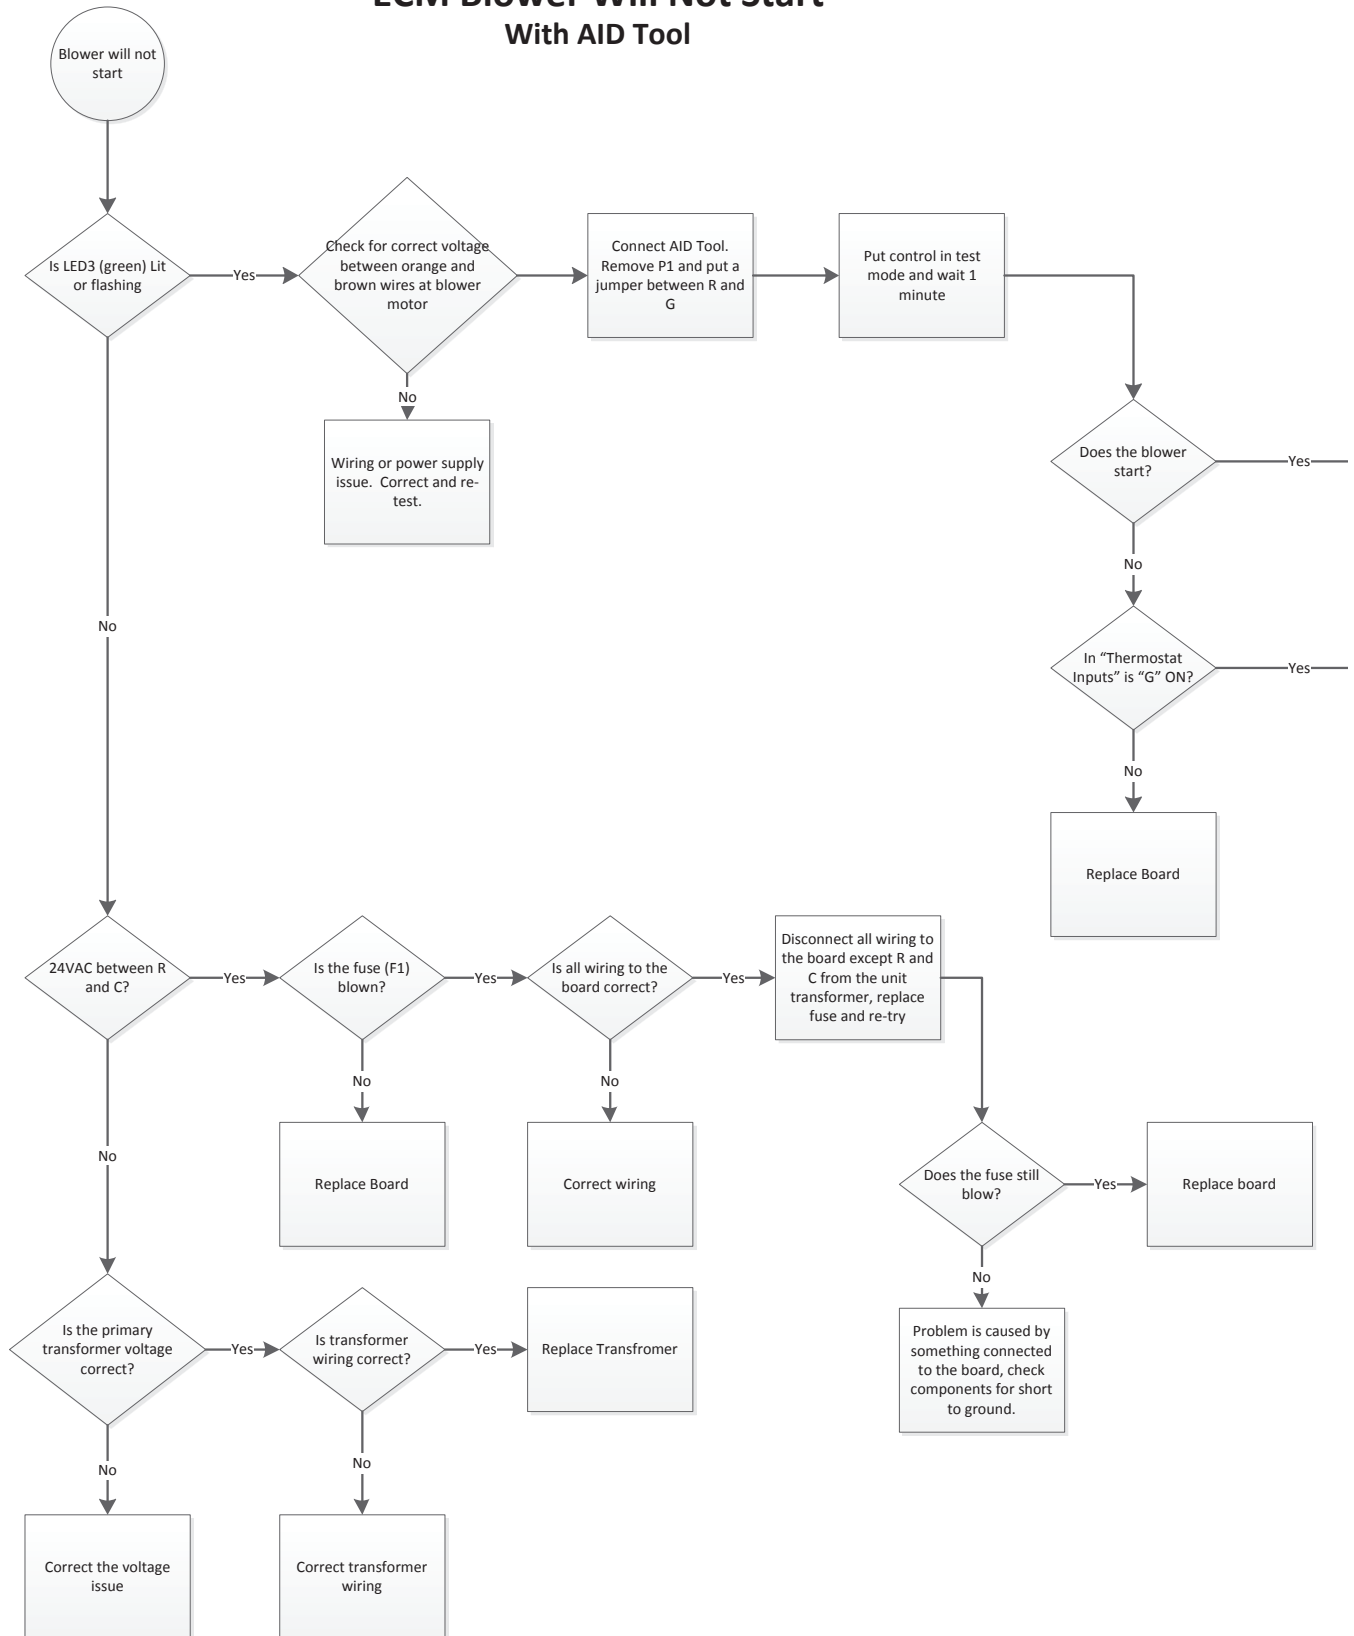 ECM Blower Will Not Start
With AID Tool
Blower will not
start
Is LED3 (green) Lit
or flashing
Yes
Check for correct voltage
between orange and
brown wires at blower
motor
Connect AID Tool.
Remove P1 and put a
jumper between R and
G
Put control in test
mode and wait 1
minute
No
Wiring or power supply
issue.  Correct and re-
test.
Does the blower
start?
Yes
No
In “Thermostat
Inputs” is “G” ON?
Yes
No
Replace Board
No
24VAC between R
and C?
Yes
Is the fuse (F1)
blown?
Yes
Is all wiring to the
board correct?
Yes
Disconnect all wiring to
the board except R and
C from the unit
transformer, replace
fuse and re-try
No
Replace Board
No
Correct wiring
Does the fuse still
blow?
Yes
Replace board
No
Problem is caused by
something connected
to the board, check
components for short
to ground.
No
Is the primary
transformer voltage
correct?
Yes
Is transformer
wiring correct?
Yes
Replace Transfromer
No
Correct the voltage
issue
No
Correct transformer
wiring